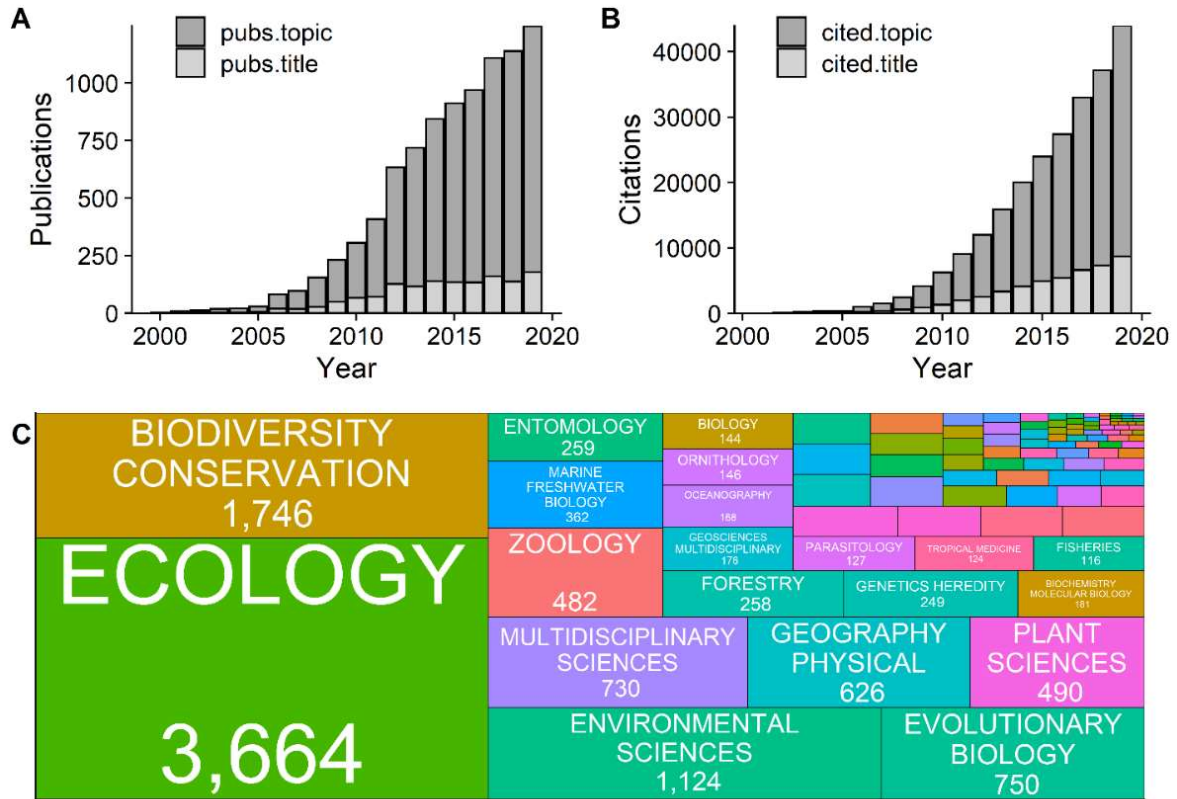 A
pubs.topic
pubs.title
Publications
1000
750
500
250
0
2000
2005
2010
2015
2020
Year
B
cited.topic
cited.title
Citations
40000
30000
20000
10000
0
2000
2005
2010
2015
2020
Year
C
BIODIVERSITY
CONSERVATION
1,746
ECOLOGY
3,664
ENTOMOLOGY
259
MARINE
FRESHWATER
BIOLOGY
362
ZOOLOGY
482
BIOLOGY
144
ORNITHOLOGY
146
OCEANOGRAPHY
168
GEOSCIENCES
MULTIDISCIPLINARY
176
PARASITOLOGY
127
TROPICAL MEDICINE
124
FISHERIES
116
FORESTRY
258
GENETICS HEREDITY
249
BIOCHEMISTRY
MOLECULAR BIOLOGY
181
MULTIDISCIPLINARY
SCIENCES
730
GEOGRAPHY
PHYSICAL
626
PLANT
SCIENCES
490
ENVIRONMENTAL
SCIENCES
1,124
EVOLUTIONARY
BIOLOGY
750